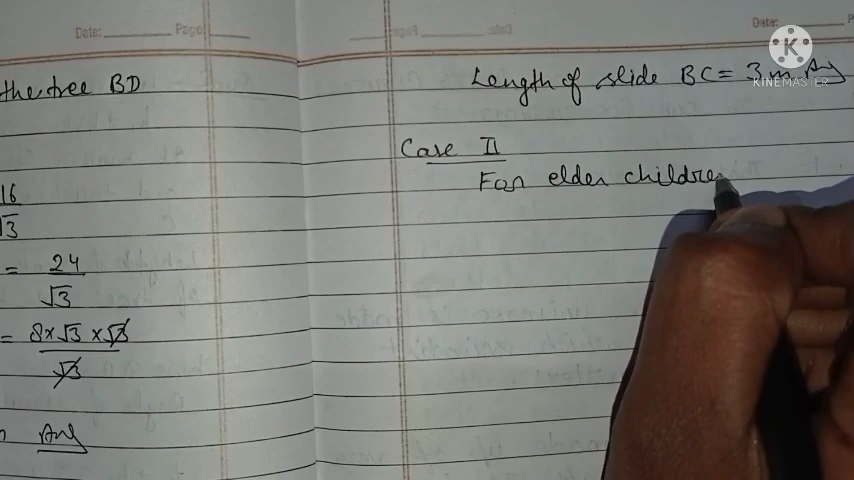 Date: Page:
the tree BD
16
√3
= 24
√3
= 8×√3×√3
√3
Ans
Date: P
Length of slide BC = 3 m Ans
K
KINEMASTER
Case II
For elder children